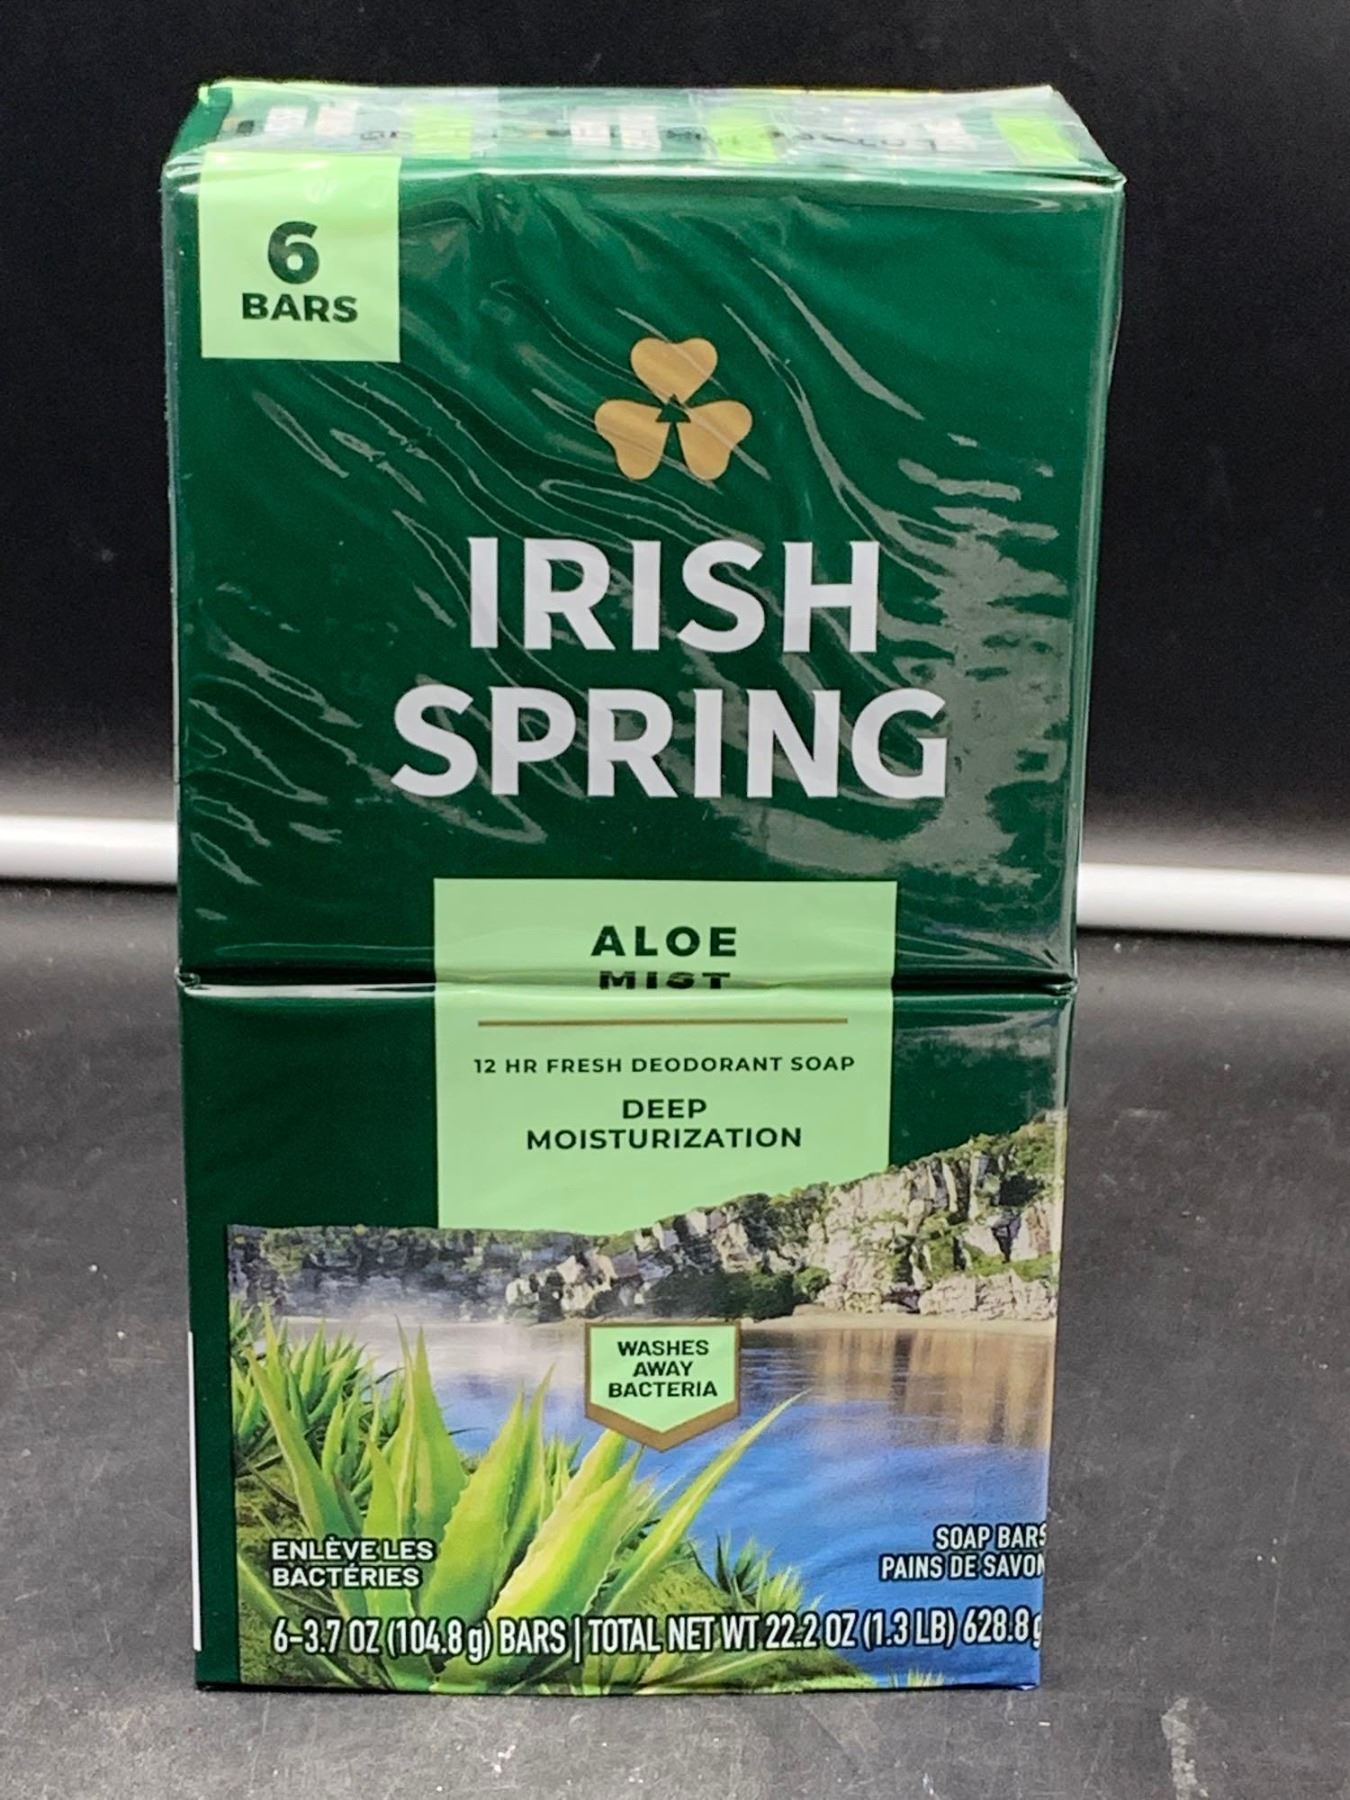 6
BARS
IRISH
SPRING
ALOE
MIST
12 HR FRESH DEODORANT SOAP
DEEP
MOISTURIZATION
WASHES
AWAY
BACTERIA
ENLÈVE LES
BACTÉRIES
SOAP BARS
PAINS DE SAVON
6-3.7 OZ (104.8 g) BARS | TOTAL NET WT 22.2 OZ (1.3 LB) 628.8 g